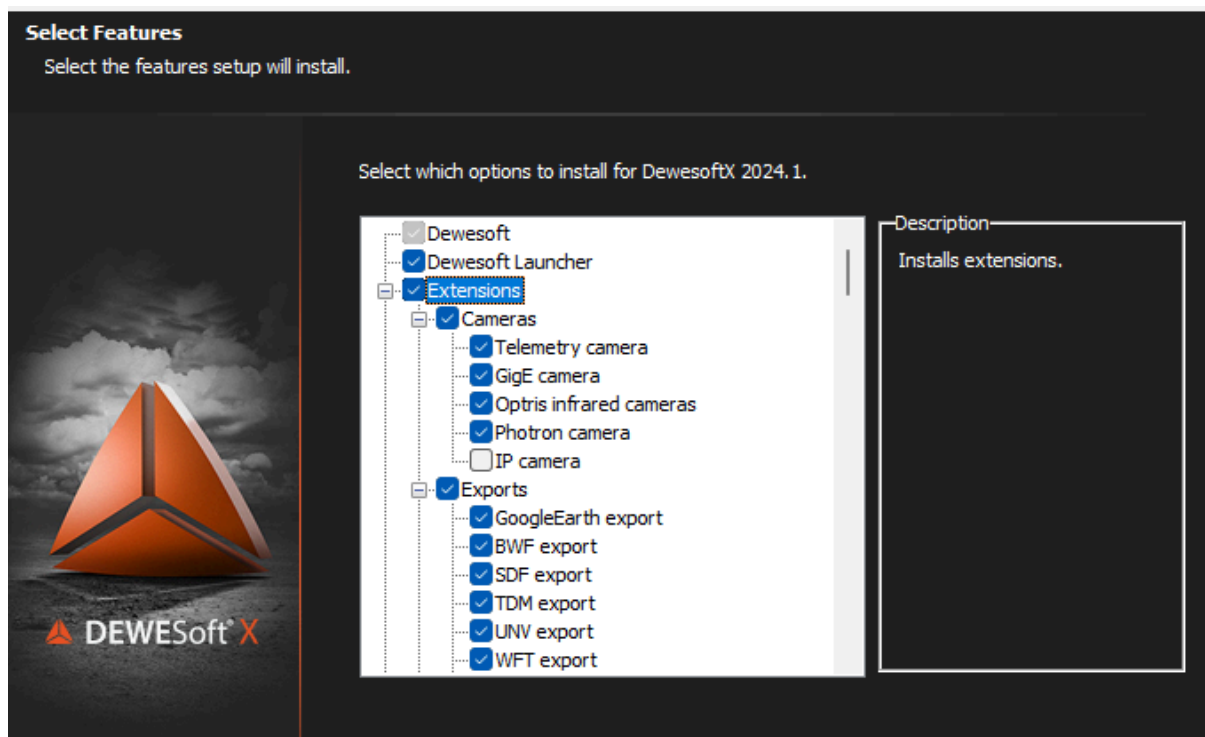 Select Features
Select the features setup will install.
Select which options to install for DewesoftX 2024.1.
Dewesoft
Dewesoft Launcher
Extensions
Cameras
Telemetry camera
GigE camera
Optris infrared cameras
Photron camera
IP camera
Exports
GoogleEarth export
BWF export
SDF export
TDM export
UNV export
WFT export
Description
Installs extensions.
DEWESoft® X